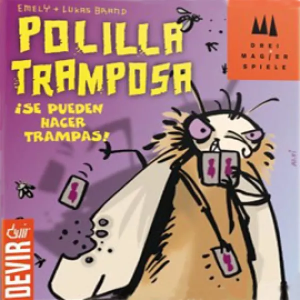 EMELY + LUKAS BRAND
POLILLA
TRAMPOSA
¡SE PUEDEN
HACER
TRAMPAS!
DREI
MAGIER
SPIELE
DEVIR